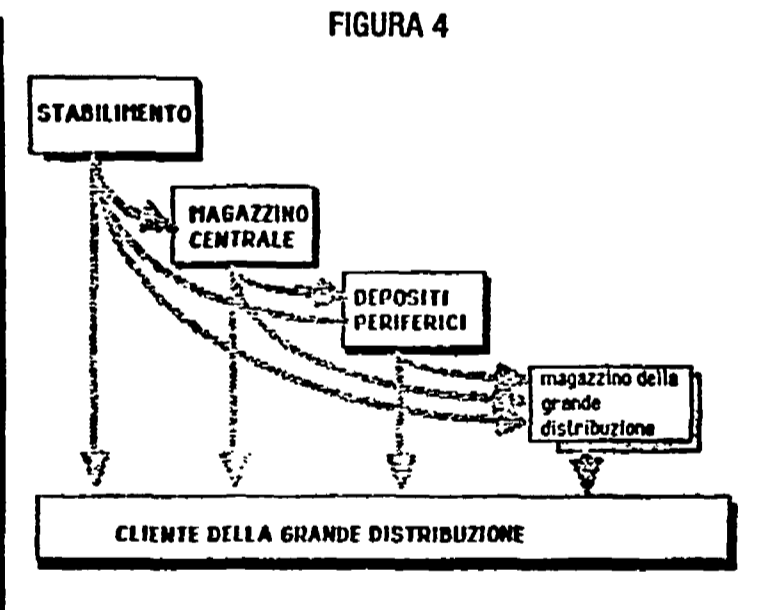 FIGURA 4
STABILIMENTO
MAGAZZINO
CENTRALE
DEPOSITI
PERIFERICI
magazzino della
grande
distribuzione
CLIENTE DELLA GRANDE DISTRIBUZIONE